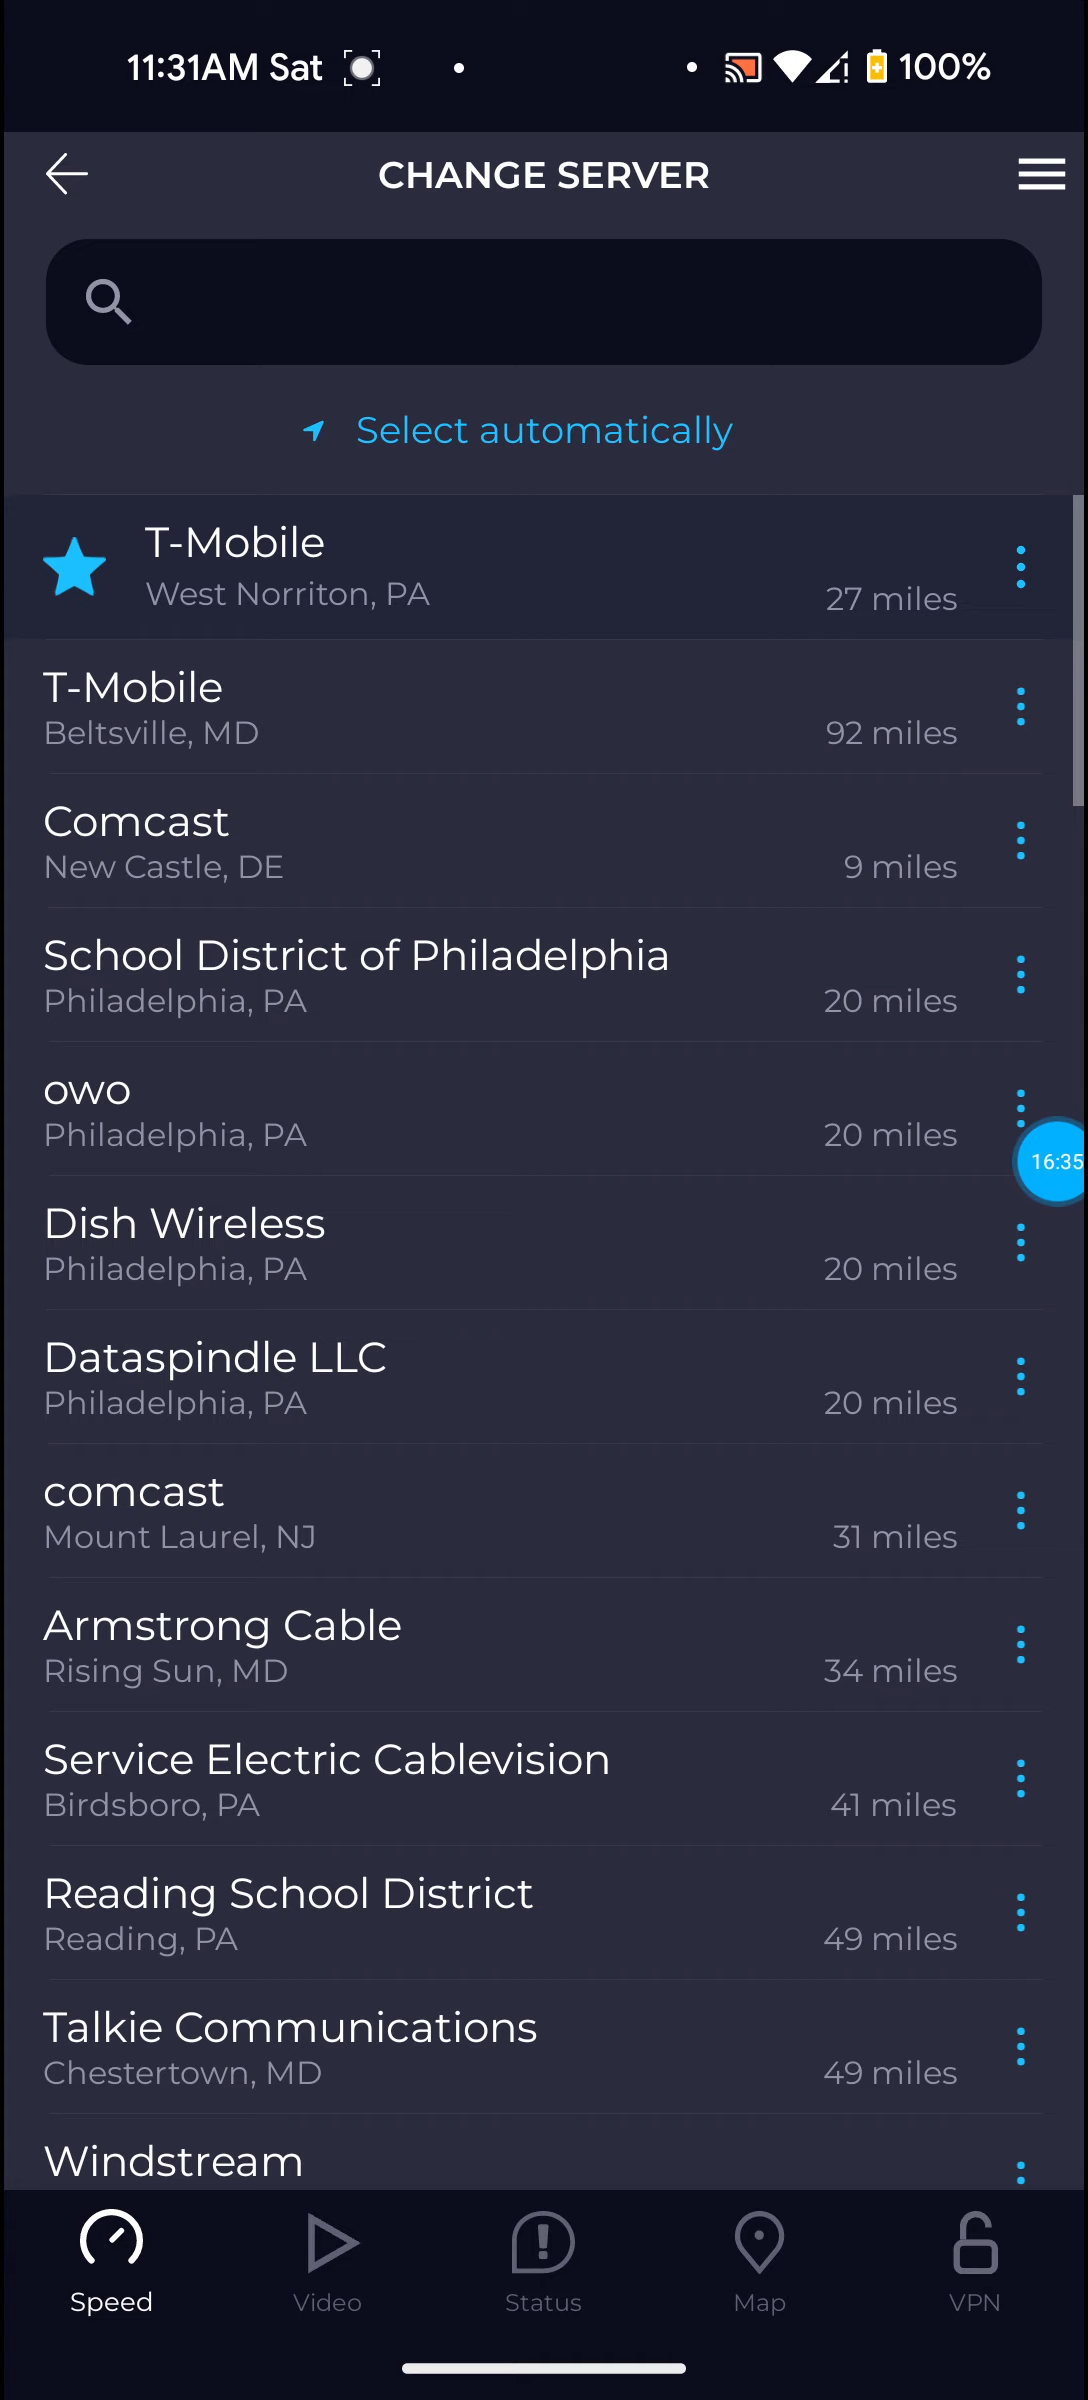 11:31AM Sat
100%
CHANGE SERVER
Select automatically
T-Mobile
West Norriton, PA
27 miles
T-Mobile
Beltsville, MD
92 miles
Comcast
New Castle, DE
9 miles
School District of Philadelphia
Philadelphia, PA
20 miles
owo
Philadelphia, PA
20 miles
16:35
Dish Wireless
Philadelphia, PA
20 miles
Dataspindle LLC
Philadelphia, PA
20 miles
comcast
Mount Laurel, NJ
31 miles
Armstrong Cable
Rising Sun, MD
34 miles
Service Electric Cablevision
Birdsboro, PA
41 miles
Reading School District
Reading, PA
49 miles
Talkie Communications
Chestertown, MD
49 miles
Windstream
Speed
Video
Status
Map
VPN